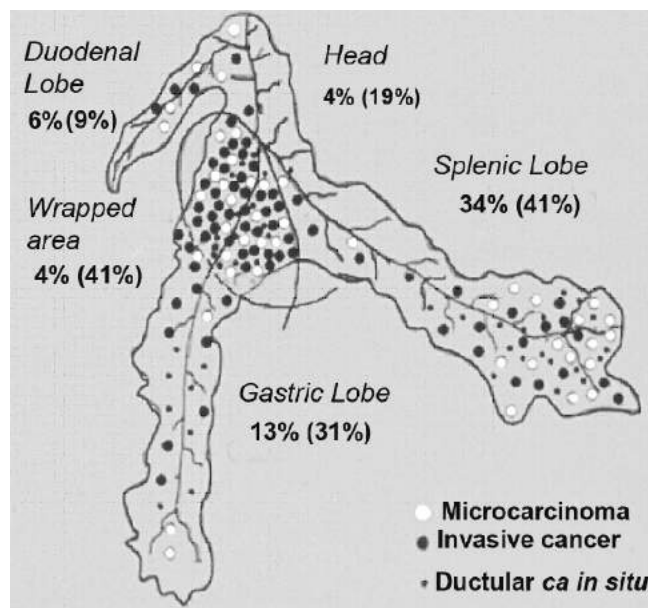 Duodenal
Lobe
6% (9%)
Head
4% (19%)
Splenic Lobe
34% (41%)
Wrapped
area
4% (41%)
Gastric Lobe
13% (31%)
Microcarcinoma
Invasive cancer
Ductular ca in situ